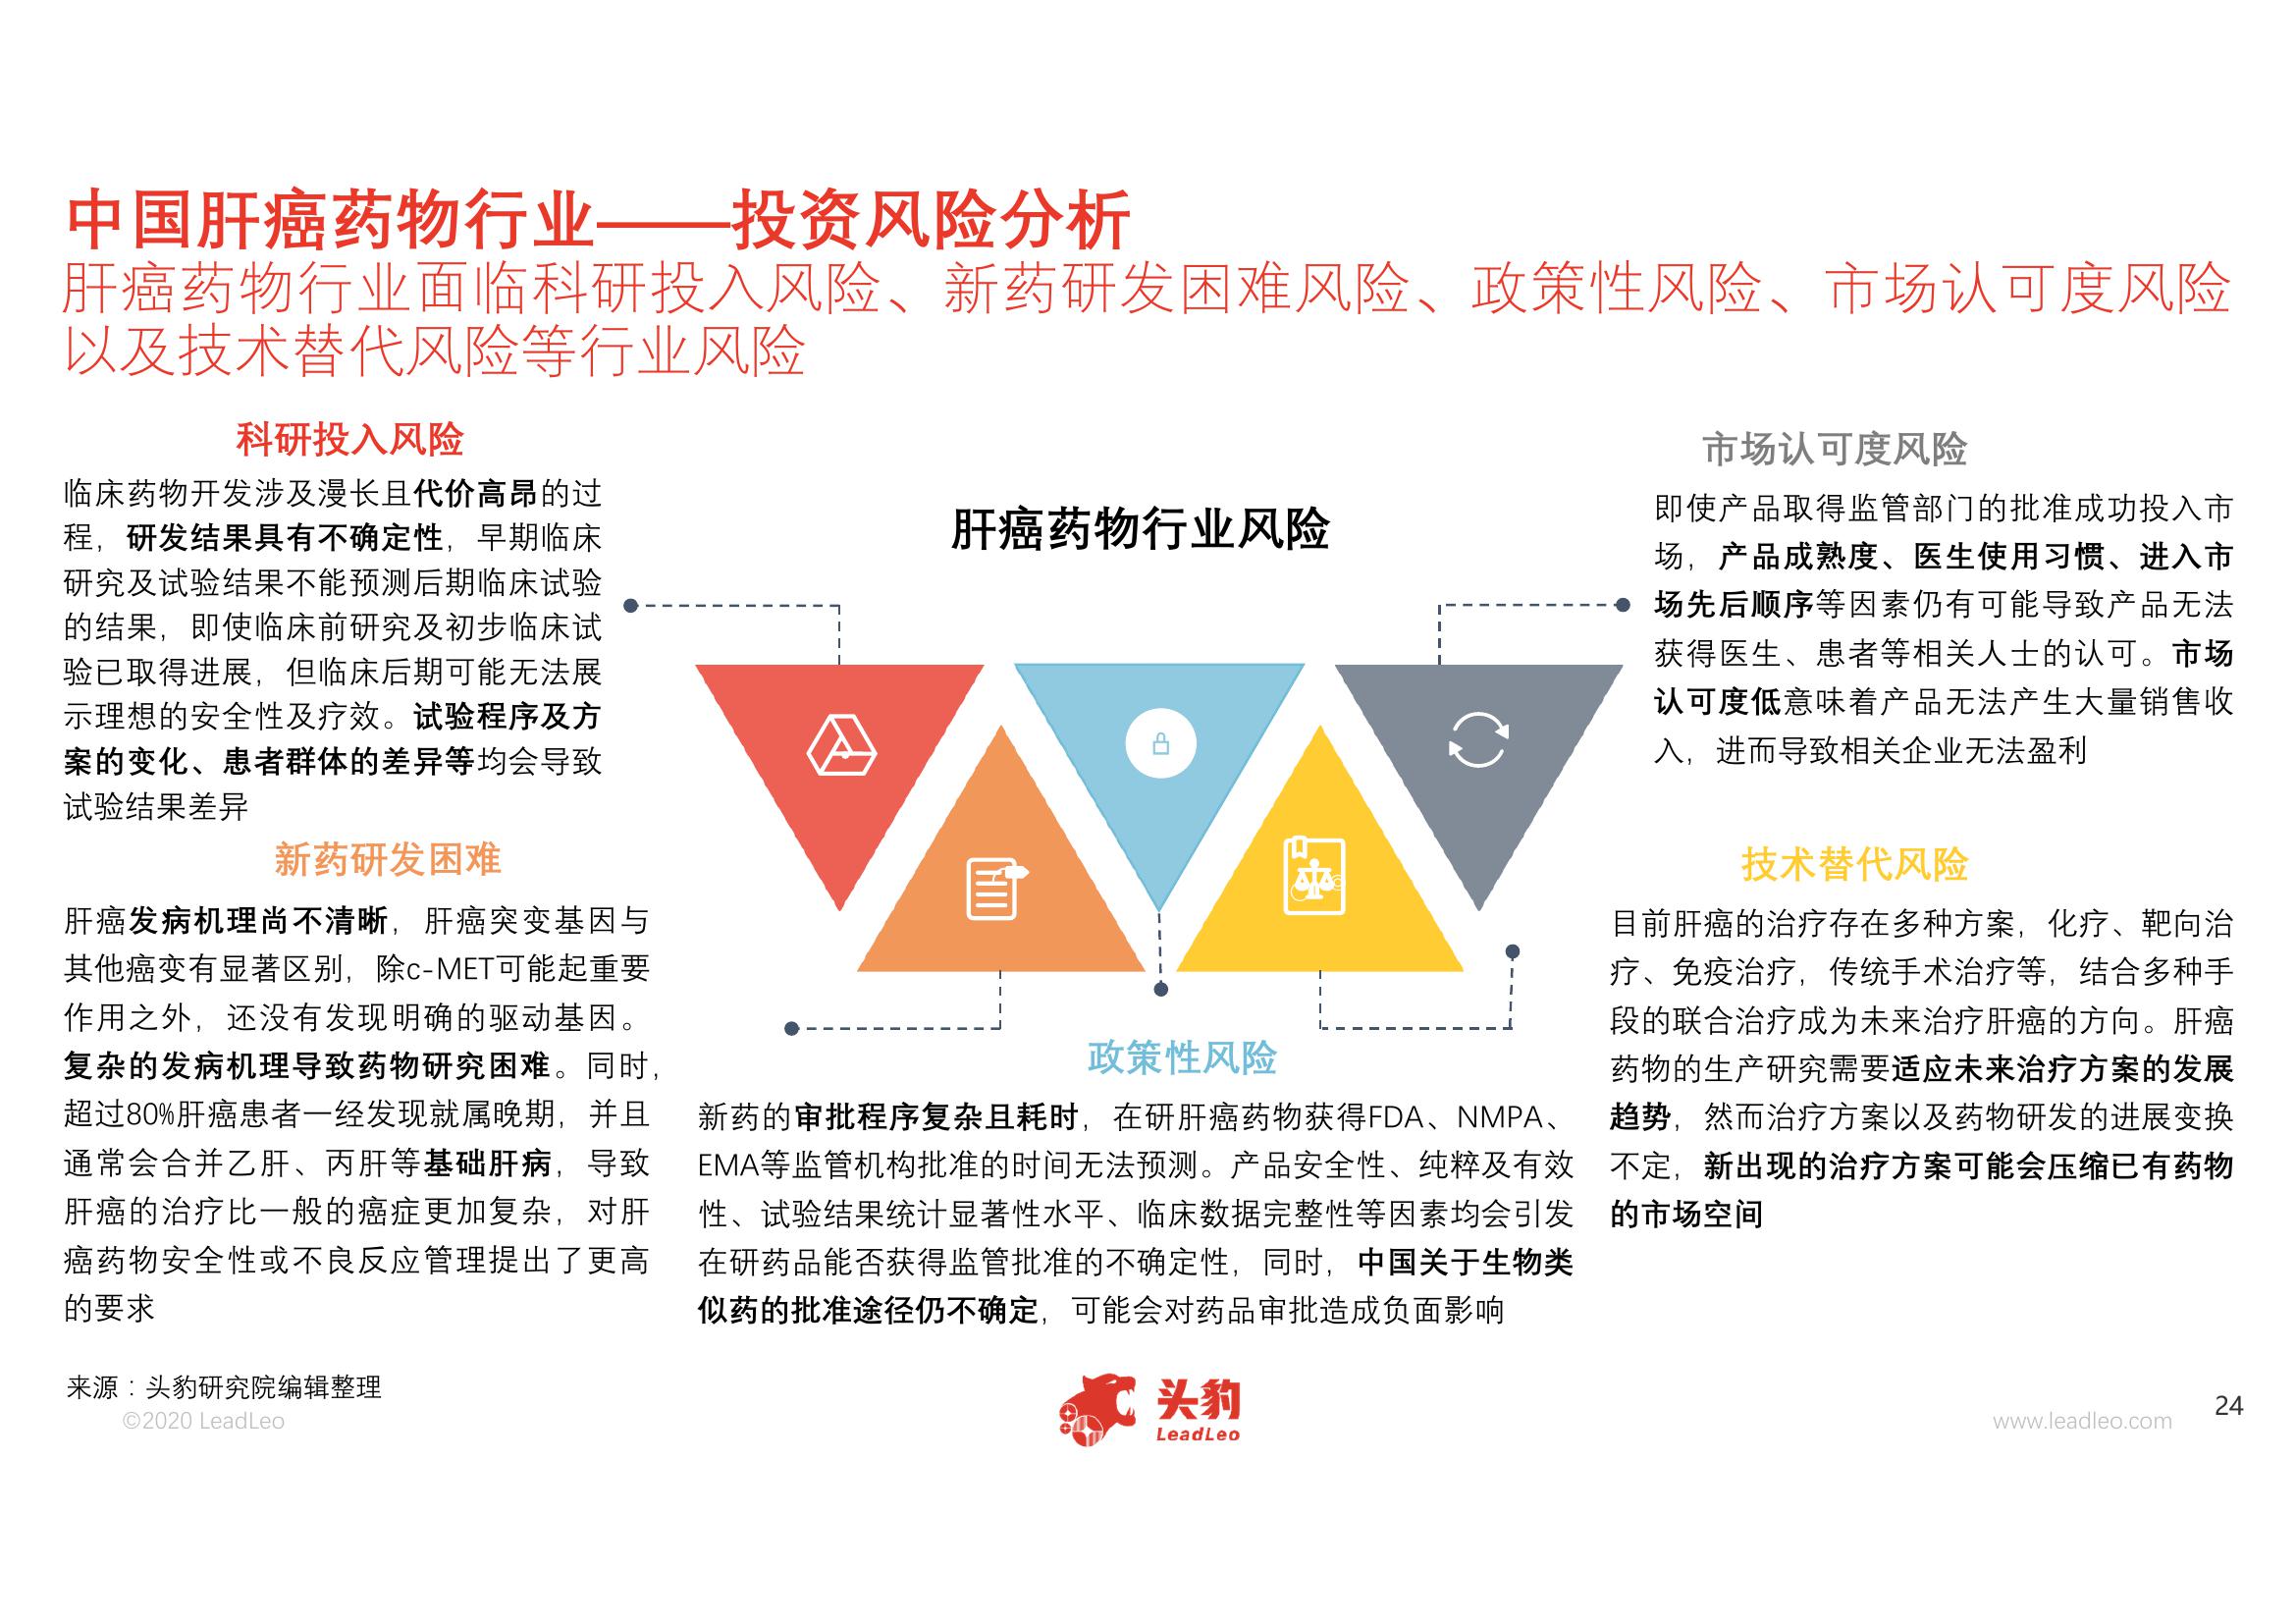 中国肝癌药物行业——投资风险分析
肝癌药物行业面临科研投入风险、新药研发困难风险、政策性风险、市场认可度风险
以及技术替代风险等行业风险
科研投入风险
临床药物开发涉及漫长且代价高昂的过
程，研发结果具有不确定性，早期临床
研究及试验结果不能预测后期临床试验
的结果，即使临床前研究及初步临床试
验已取得进展，但临床后期可能无法展
示理想的安全性及疗效。试验程序及方
案的变化、患者群体的差异等均会导致
试验结果差异
新药研发困难
肝癌发病机理尚不清晰，肝癌突变基因与
其他癌变有显著区别，除c-MET可能起重要
作用之外，还没有发现明确的驱动基因。
复杂的发病机理导致药物研究困难。同时，
超过80%肝癌患者一经发现就属晚期，并且
通常会合并乙肝、丙肝等基础肝病，导致
肝癌的治疗比一般的癌症更加复杂，对肝
癌药物安全性或不良反应管理提出了更高
的要求
肝癌药物行业风险
政策性风险
新药的审批程序复杂且耗时，在研肝癌药物获得FDA、NMPA、
EMA等监管机构批准的时间无法预测。产品安全性、纯粹及有效
性、试验结果统计显著性水平、临床数据完整性等因素均会引发
在研药品能否获得监管批准的不确定性，同时，中国关于生物类
似药的批准途径仍不确定，可能会对药品审批造成负面影响
市场认可度风险
即使产品取得监管部门的批准成功投入市
场，产品成熟度、医生使用习惯、进入市
场先后顺序等因素仍有可能导致产品无法
获得医生、患者等相关人士的认可。市场
认可度低意味着产品无法产生大量销售收
入，进而导致相关企业无法盈利
技术替代风险
目前肝癌的治疗存在多种方案，化疗、靶向治
疗、免疫治疗，传统手术治疗等，结合多种手
段的联合治疗成为未来治疗肝癌的方向。肝癌
药物的生产研究需要适应未来治疗方案的发展
趋势，然而治疗方案以及药物研发的进展变换
不定，新出现的治疗方案可能会压缩已有药物
的市场空间
来源：头豹研究院编辑整理
©2020 LeadLeo
头豹
LeadLeo
www.leadleo.com
24